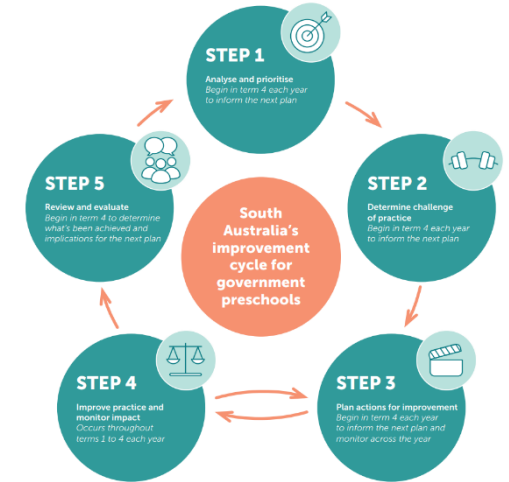 STEP 1
Analyse and prioritise
Begin in term 4 each year
to inform the next plan
STEP 2
Determine challenge
of practice
Begin in term 4 each year
to inform the next plan
STEP 3
Plan actions for improvement
Begin in term 4 each year
to inform the next plan and
monitor across the year
STEP 4
Improve practice and
monitor impact
Occurs throughout
terms 1 to 4 each year
STEP 5
Review and evaluate
Begin in term 4 to determine
what's been achieved and
implications for the next plan
South
Australia's
improvement
cycle for
government
preschools